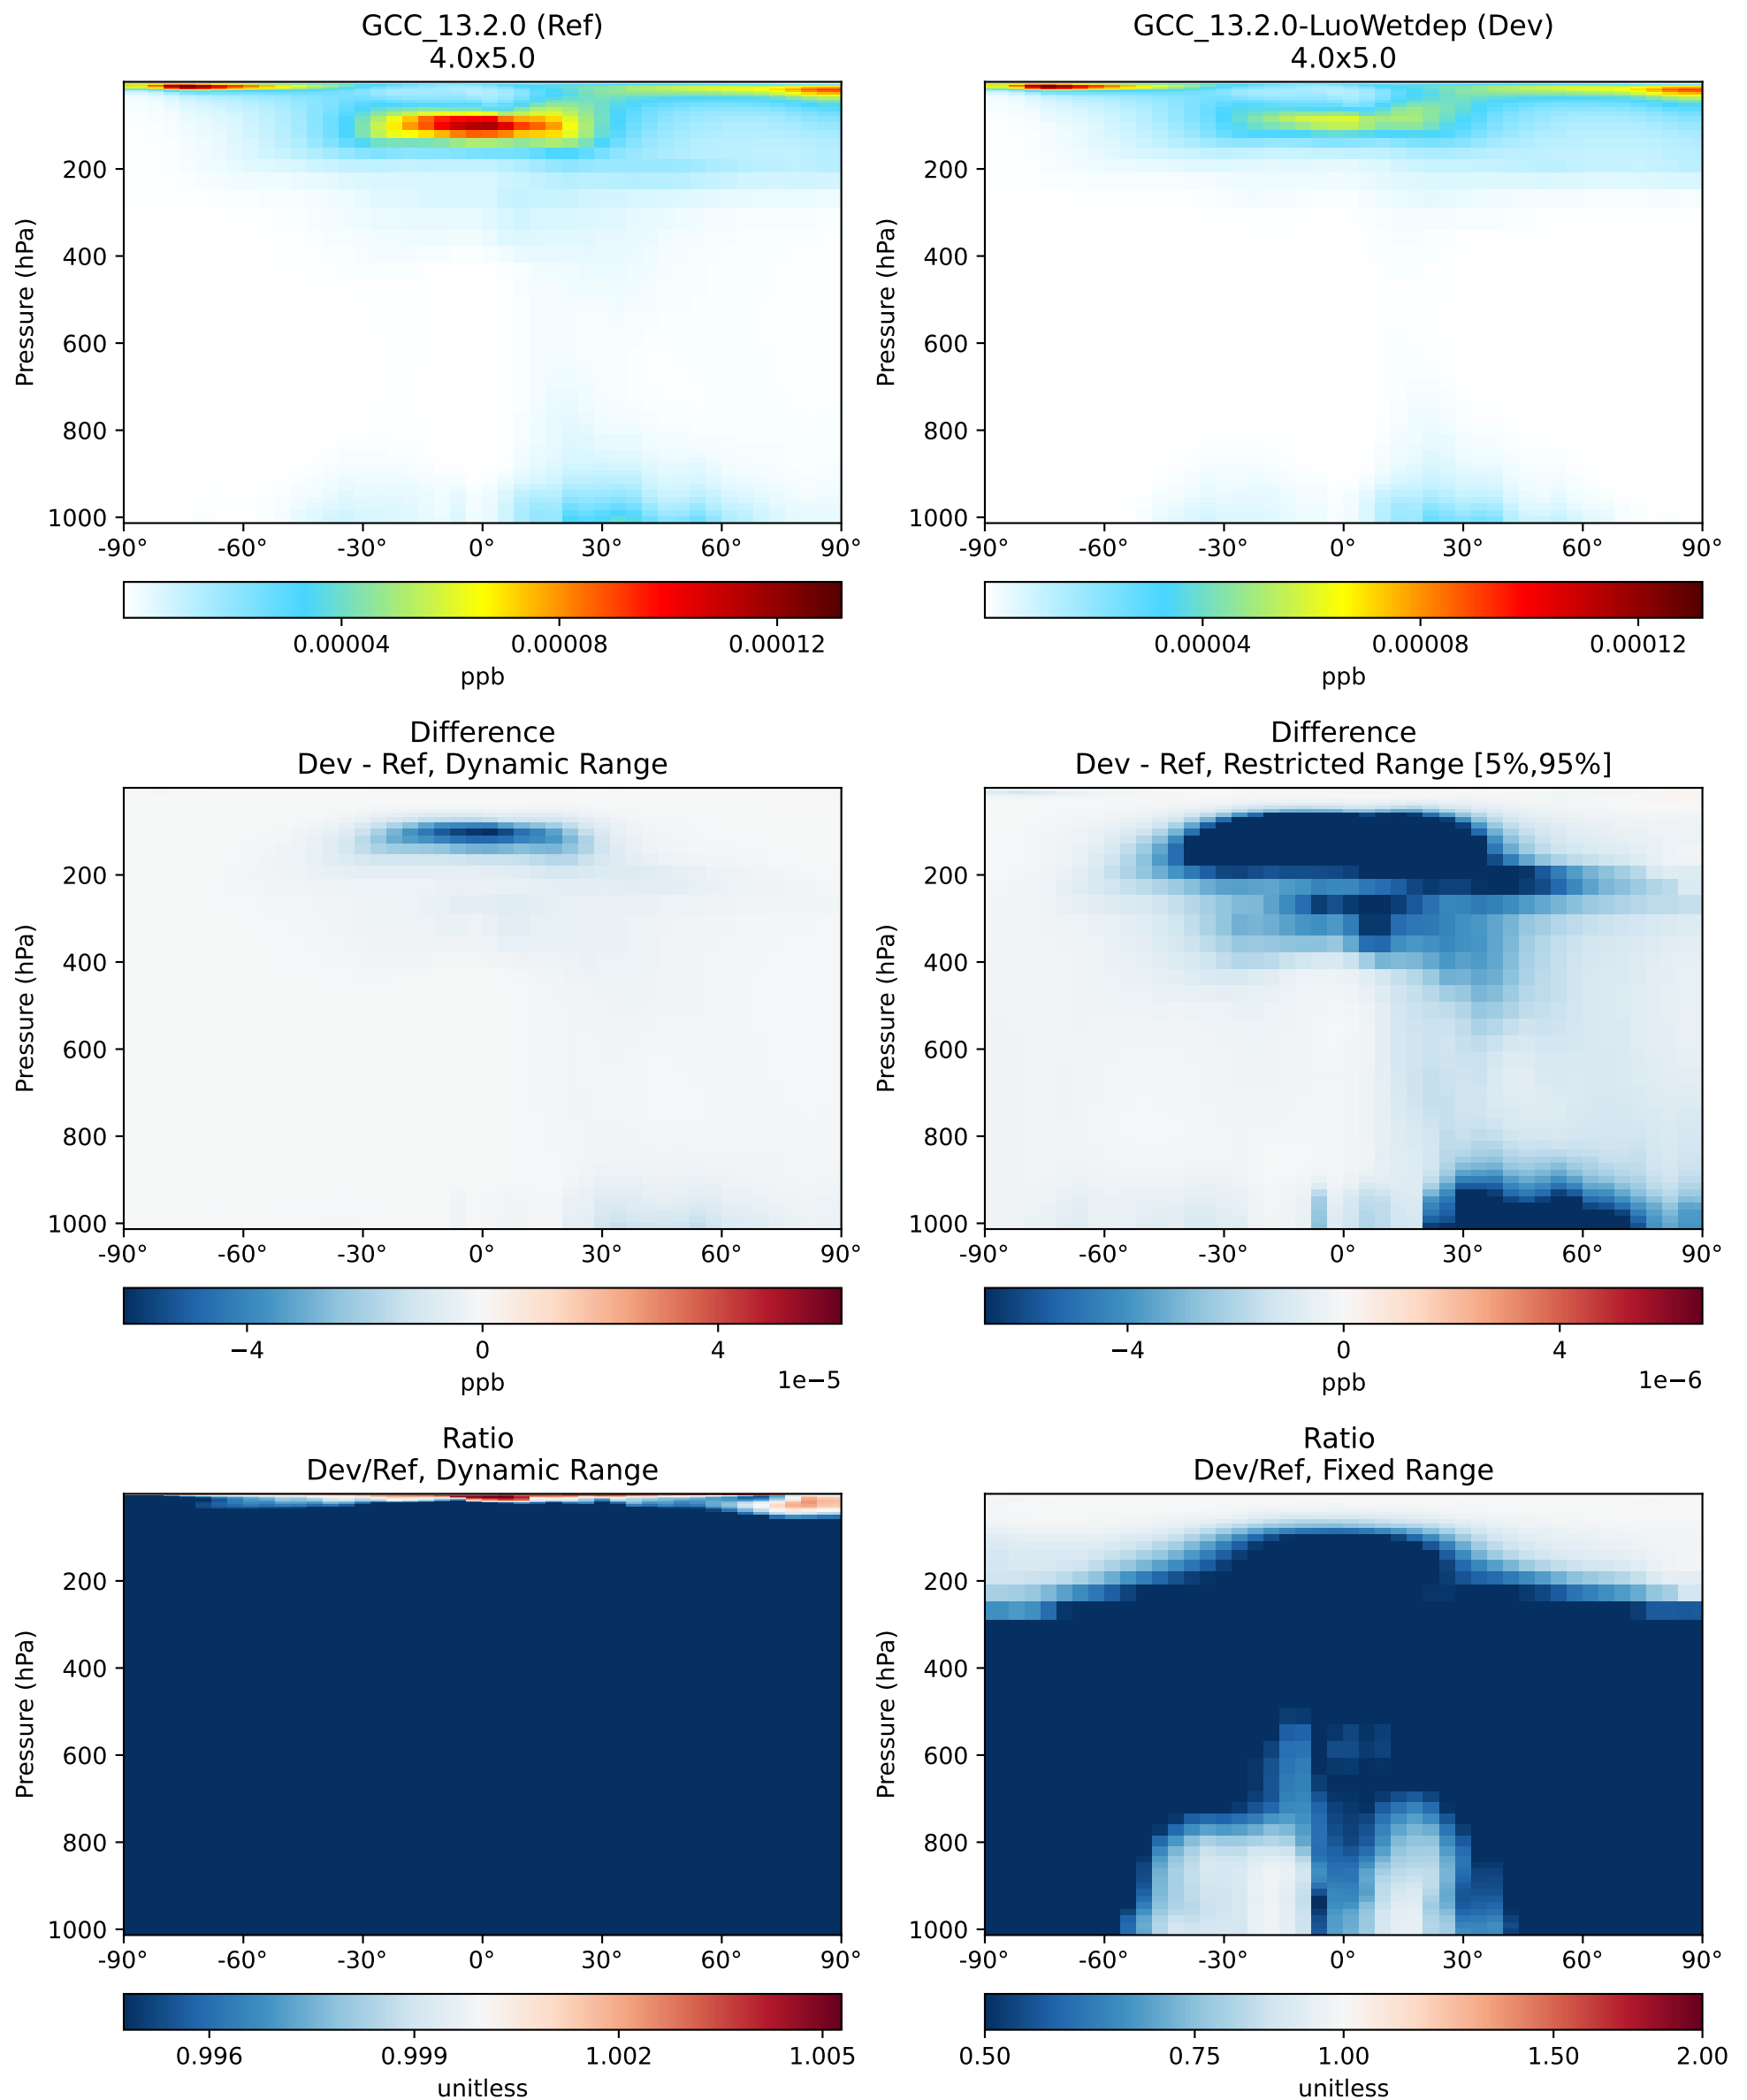 GCC_13.2.0 (Ref)
4.0x5.0
Pressure (hPa)
200
400
600
800
1000
-90° -60° -30° 0° 30° 60° 90°
0.00004 0.00008 0.00012
ppb
GCC_13.2.0-LuoWetdep (Dev)
4.0x5.0
Pressure (hPa)
200
400
600
800
1000
-90° -60° -30° 0° 30° 60° 90°
0.00004 0.00008 0.00012
ppb
Difference
Dev - Ref, Dynamic Range
Pressure (hPa)
200
400
600
800
1000
-90° -60° -30° 0° 30° 60° 90°
−4 0 4
ppb
1e−5
Difference
Dev - Ref, Restricted Range [5%,95%]
Pressure (hPa)
200
400
600
800
1000
-90° -60° -30° 0° 30° 60° 90°
−4 0 4
ppb
1e−6
Ratio
Dev/Ref, Dynamic Range
Pressure (hPa)
200
400
600
800
1000
-90° -60° -30° 0° 30° 60° 90°
0.996 0.999 1.002 1.005
unitless
Ratio
Dev/Ref, Fixed Range
Pressure (hPa)
200
400
600
800
1000
-90° -60° -30° 0° 30° 60° 90°
0.50 0.75 1.00 1.50 2.00
unitless